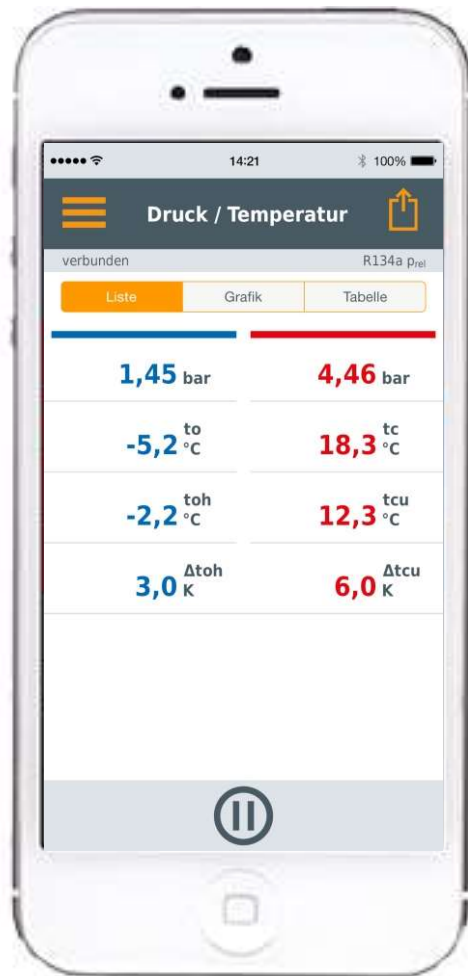 14:21 100%
Druck / Temperatur
verbunden R134a prel
Liste Grafik Tabelle
1,45 bar 4,46 bar
-5,2 to °C 18,3 tc °C
-2,2 toh °C 12,3 tcu °C
3,0 Δtoh K 6,0 Δtcu K